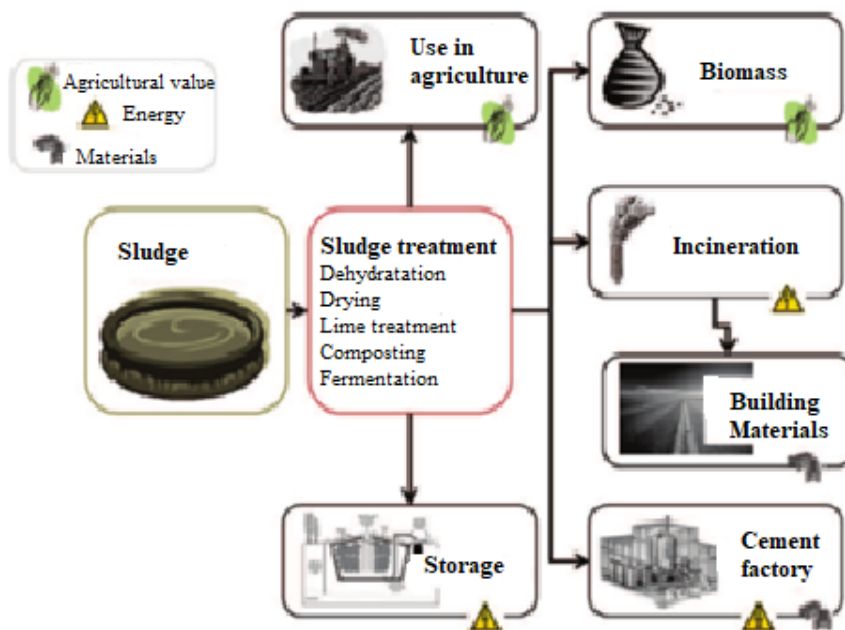 Agricultural value
Energy
Materials
Use in
agriculture
Biomass
Sludge
Sludge treatment
Dehydratation
Drying
Lime treatment
Composting
Fermentation
Incineration
Building
Materials
Storage
Cement
factory